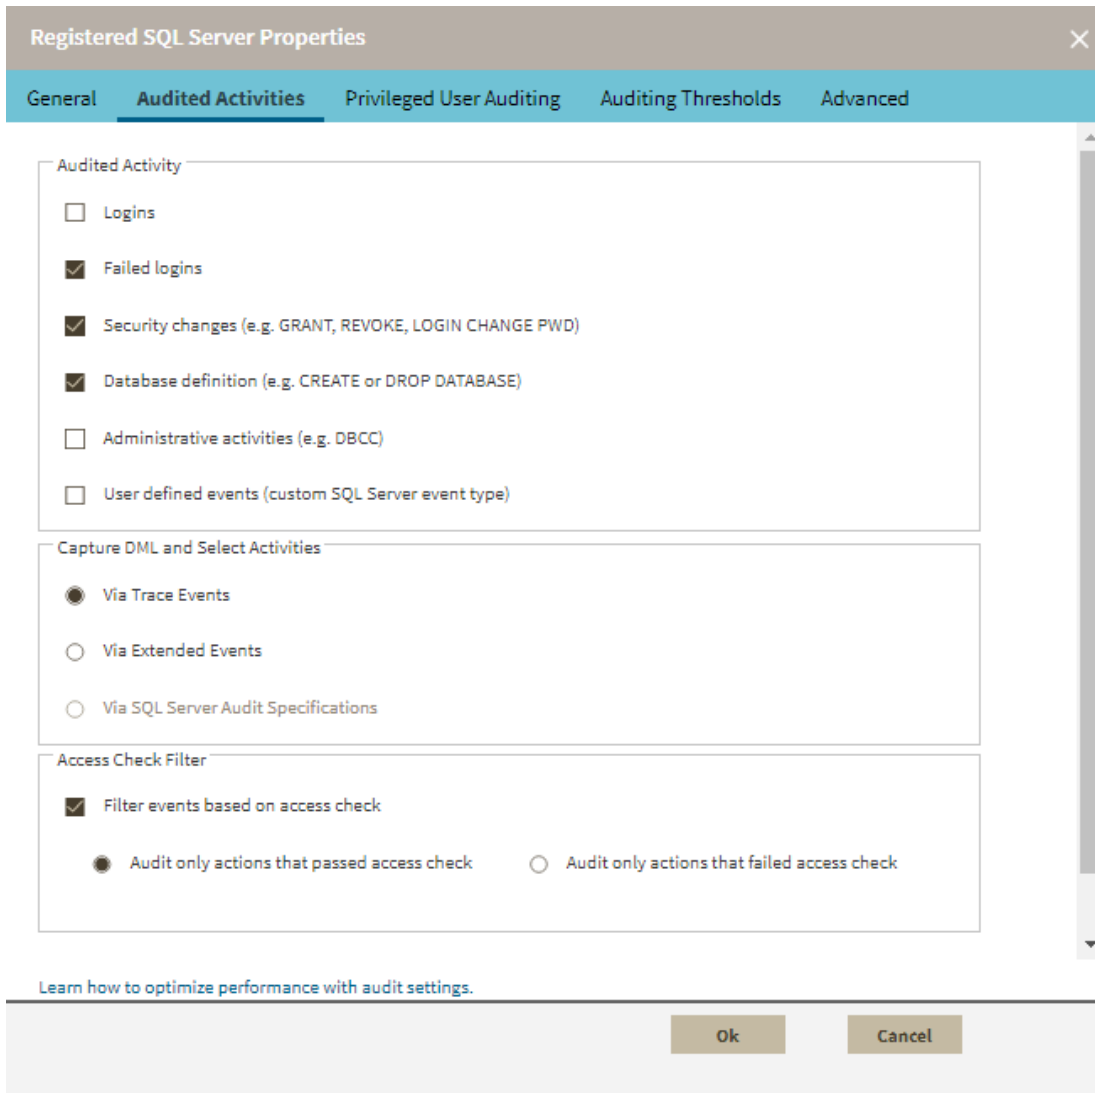 Registered SQL Server Properties
General Audited Activities Privileged User Auditing Auditing Thresholds Advanced
Audited Activity
Logins
Failed logins
Security changes (e.g. GRANT, REVOKE, LOGIN CHANGE PWD)
Database definition (e.g. CREATE or DROP DATABASE)
Administrative activities (e.g. DBCC)
User defined events (custom SQL Server event type)
Capture DML and Select Activities
Via Trace Events
Via Extended Events
Via SQL Server Audit Specifications
Access Check Filter
Filter events based on access check
Audit only actions that passed access check Audit only actions that failed access check
Learn how to optimize performance with audit settings.
Ok Cancel